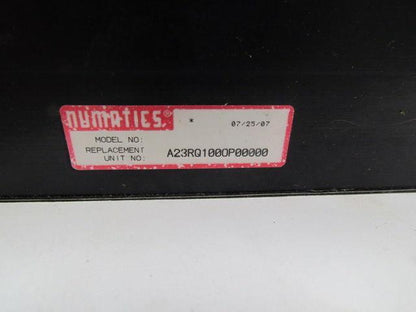 numatics®
* 07/25/07
MODEL NO:
REPLACEMENT
UNIT NO: A23RQ100OP00000